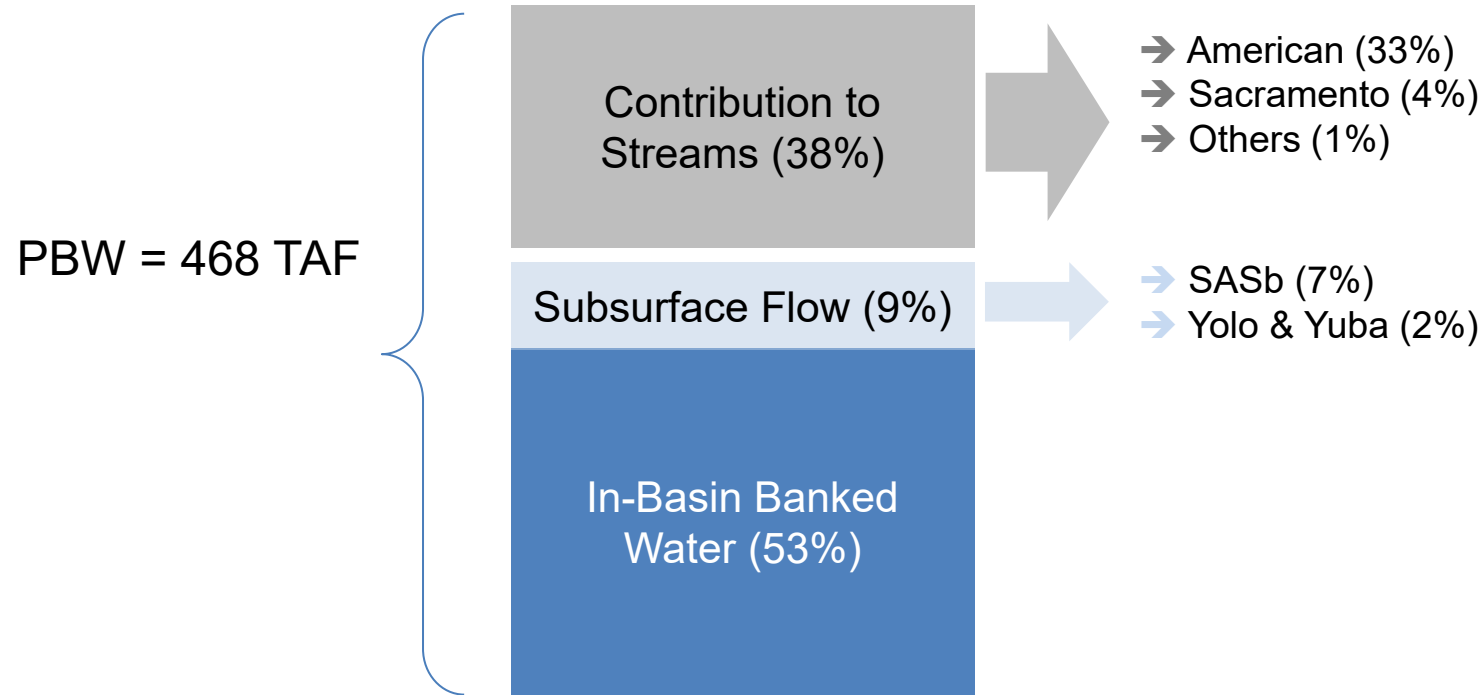 PBW = 468 TAF
Contribution to
Streams (38%)
➔ American (33%)
➔ Sacramento (4%)
➔ Others (1%)
Subsurface Flow (9%)
➔ SASb (7%)
➔ Yolo & Yuba (2%)
In-Basin Banked
Water (53%)